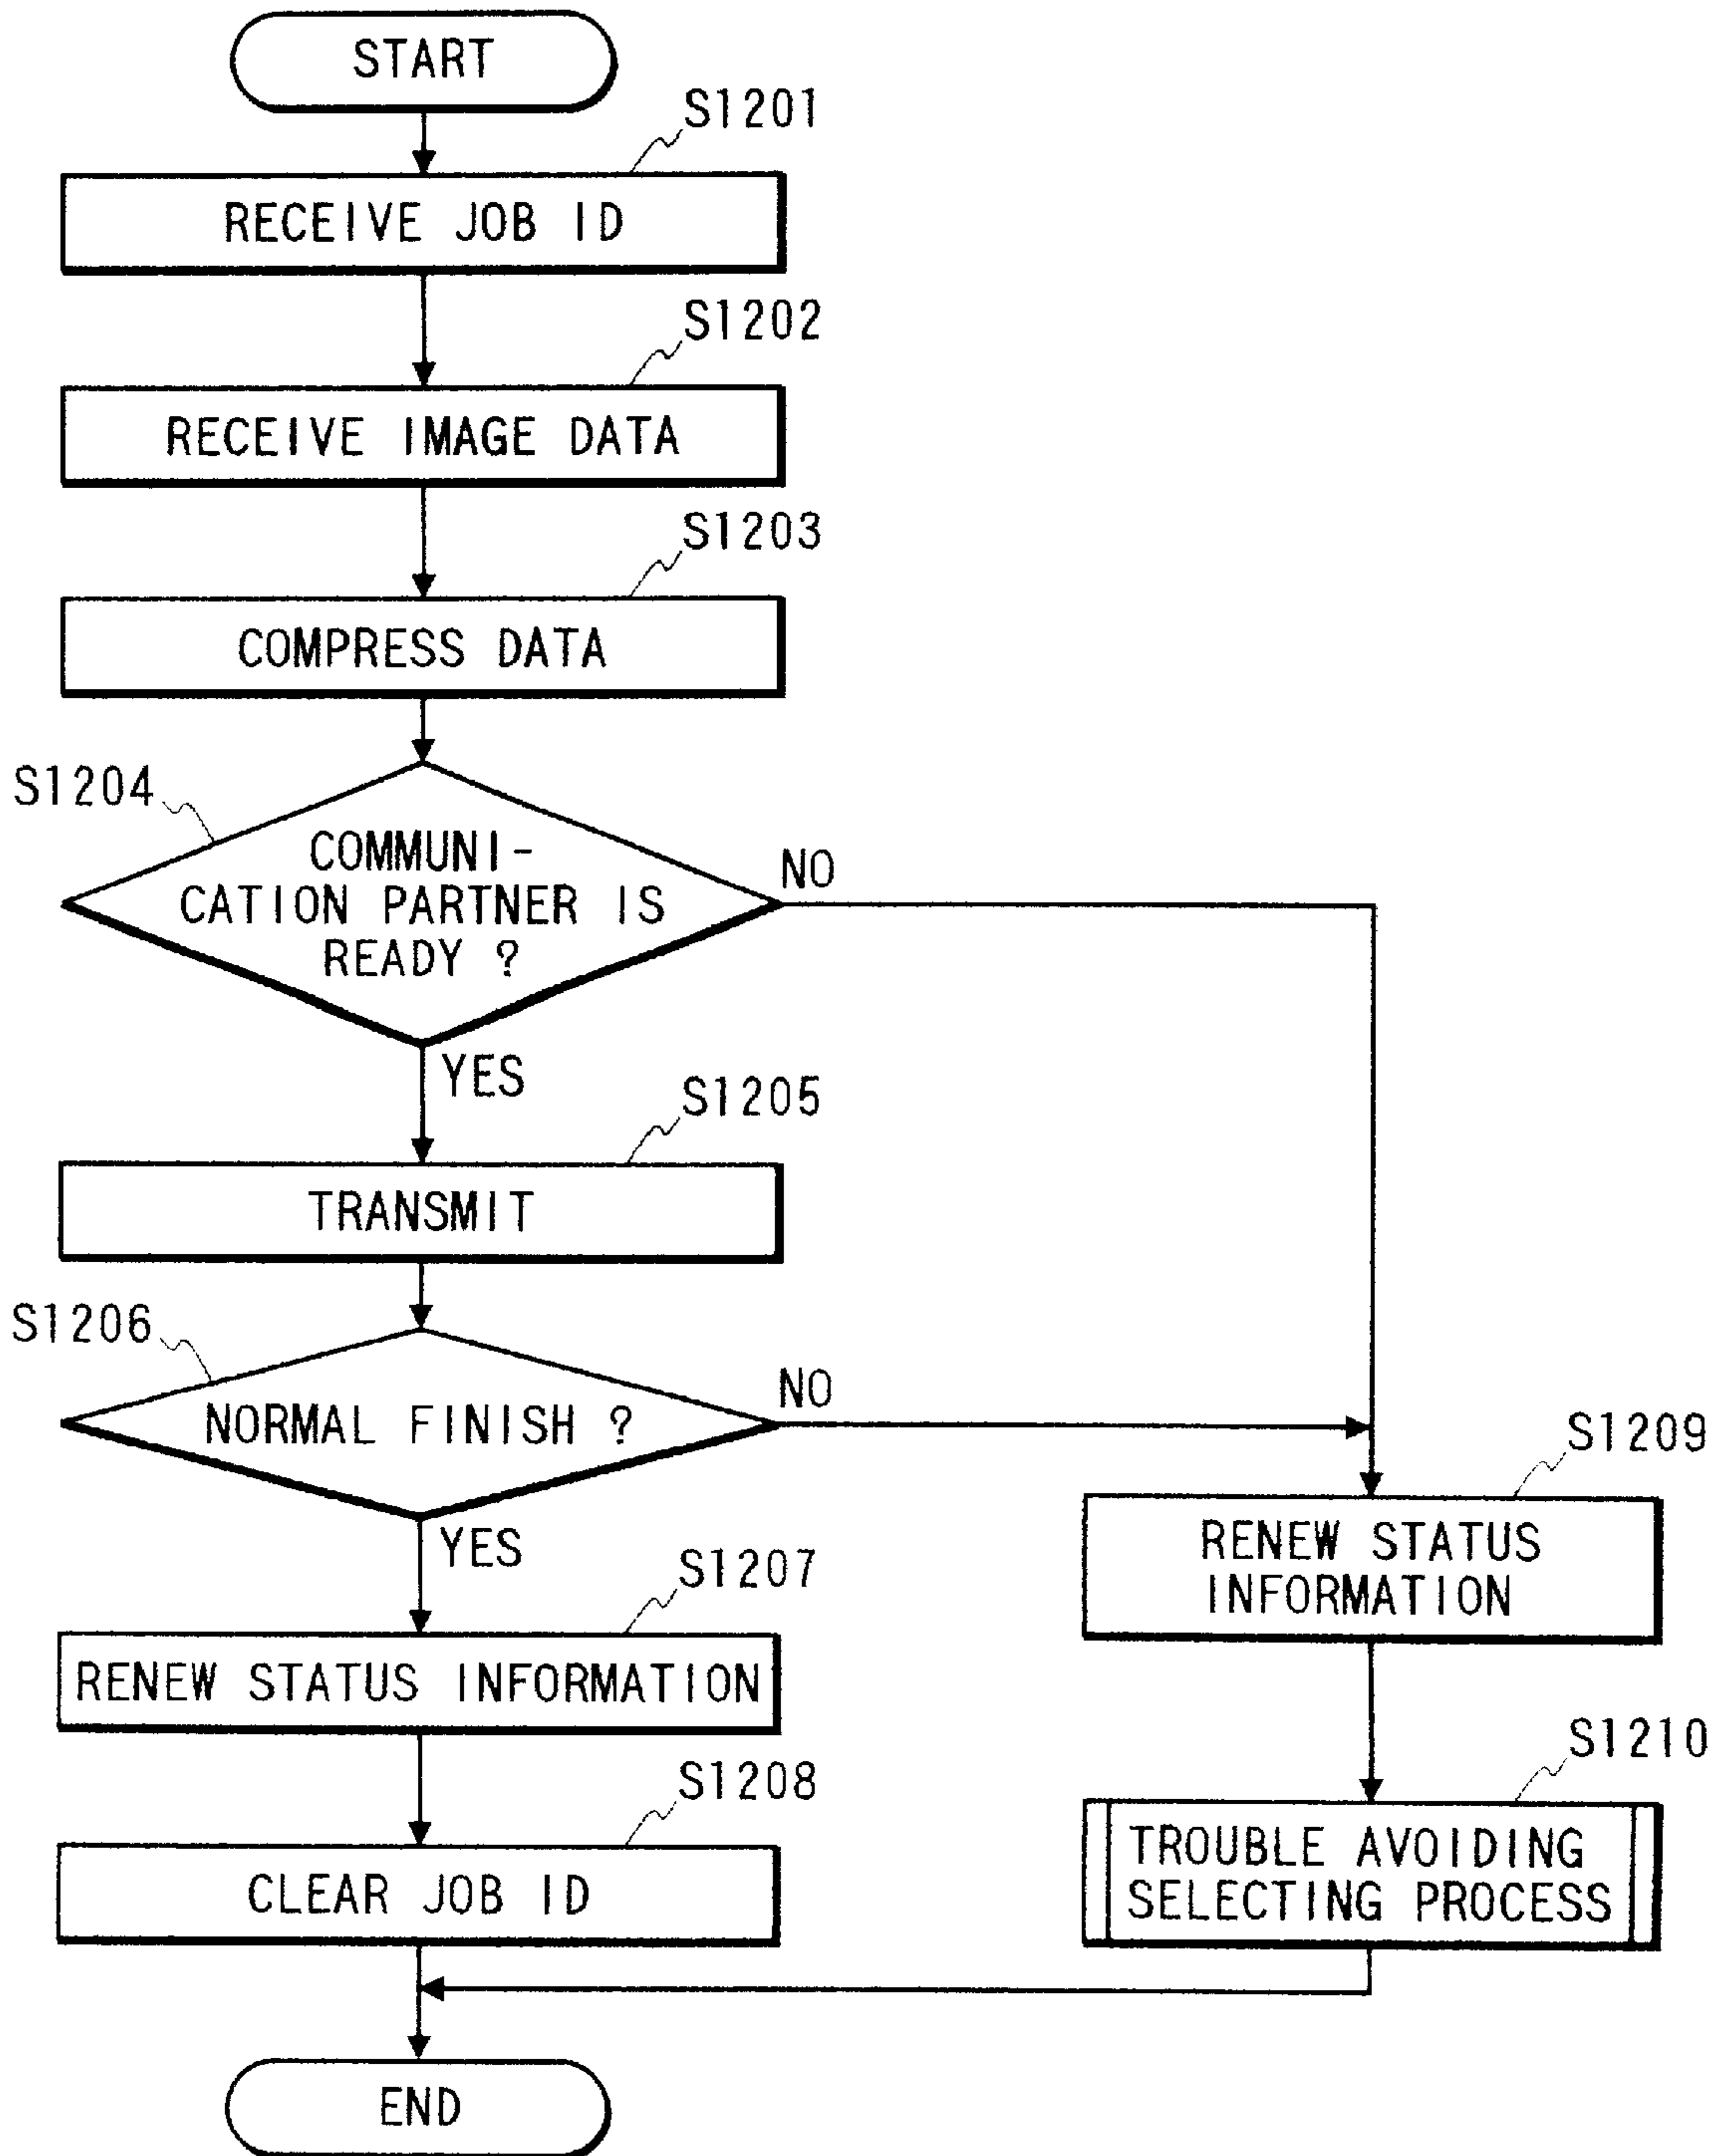 START
S1201
RECEIVE JOB ID
S1202
RECEIVE IMAGE DATA
S1203
COMPRESS DATA
S1204
COMMUNI-
CATION PARTNER IS
READY ?
NO
YES
S1205
TRANSMIT
S1206
NORMAL FINISH ?
NO
YES
S1207
RENEW STATUS INFORMATION
S1208
CLEAR JOB ID
S1209
RENEW STATUS
INFORMATION
S1210
TROUBLE AVOIDING
SELECTING PROCESS
END